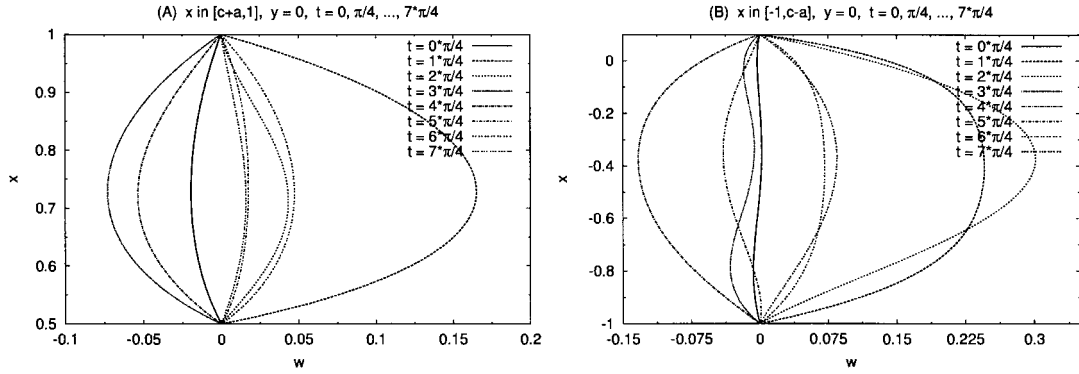 (A) x in [c+a,1], y = 0, t = 0, π/4, ..., 7*π/4
t = 0*π/4
t = 1*π/4
t = 2*π/4
t = 3*π/4
t = 4*π/4
t = 5*π/4
t = 6*π/4
t = 7*π/4
1
0.9
0.8
0.7
0.6
0.5
x
-0.1
-0.05
0
0.05
0.1
0.15
0.2
w
(B) x in [-1,c-a], y = 0, t = 0, π/4, ..., 7*π/4
t = 0*π/4
t = 1*π/4
t = 2*π/4
t = 3*π/4
t = 4*π/4
t = 5*π/4
t = 6*π/4
t = 7*π/4
0
-0.2
-0.4
-0.6
-0.8
-1
x
-0.15
-0.075
0
0.075
0.15
0.225
0.3
0.35
w